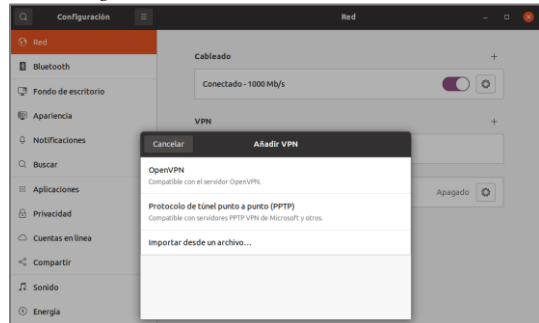 Configuración
Red
Red
Bluetooth
Fondo de escritorio
Apariencia
Notificaciones
Buscar
Aplicaciones
Privacidad
Cuentas en línea
Compartir
Sonido
Energía
Cableado
Conectado - 1000 Mb/s
VPN
Apagado
Cancelar
Añadir VPN
OpenVPN
Compatible con el servidor OpenVPN.
Protocolo de túnel punto a punto (PPTP)
Compatible con servidores PPTP VPN de Microsoft y otros.
Importar desde un archivo...